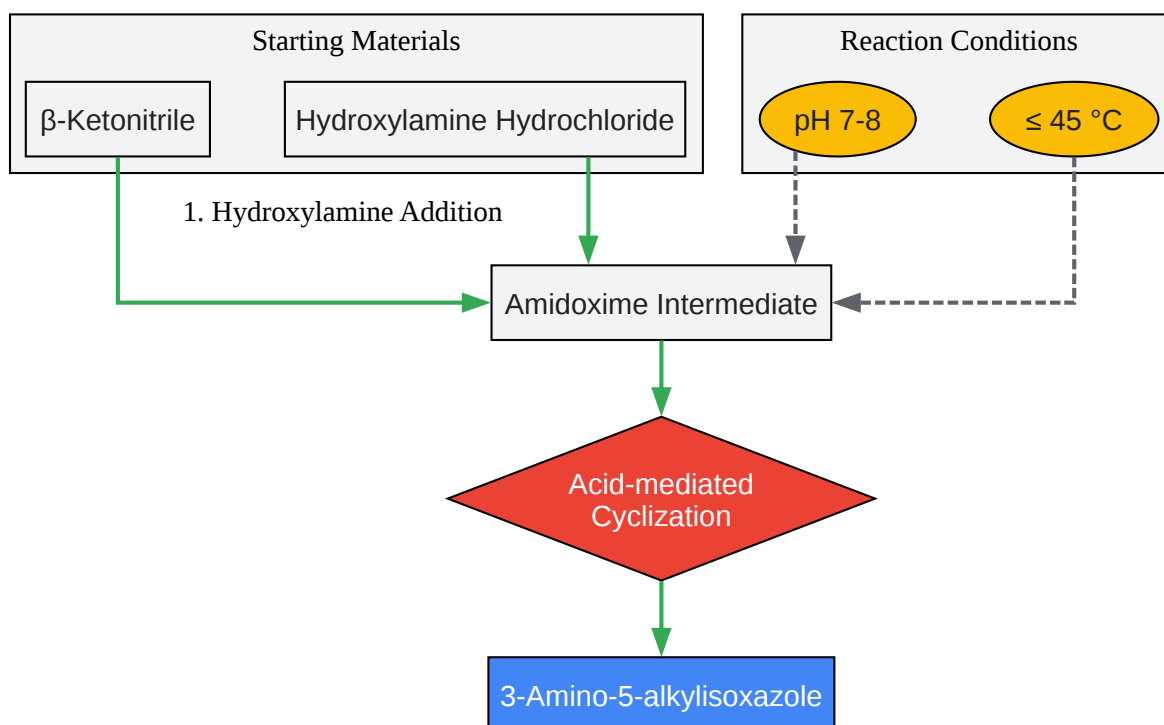 Starting Materials
Reaction Conditions
β-Ketonitrile
Hydroxylamine Hydrochloride
pH 7-8
≤ 45 °C
1. Hydroxylamine Addition
Amidoxime Intermediate
Acid-mediated
Cyclization
3-Amino-5-alkylisoxazole